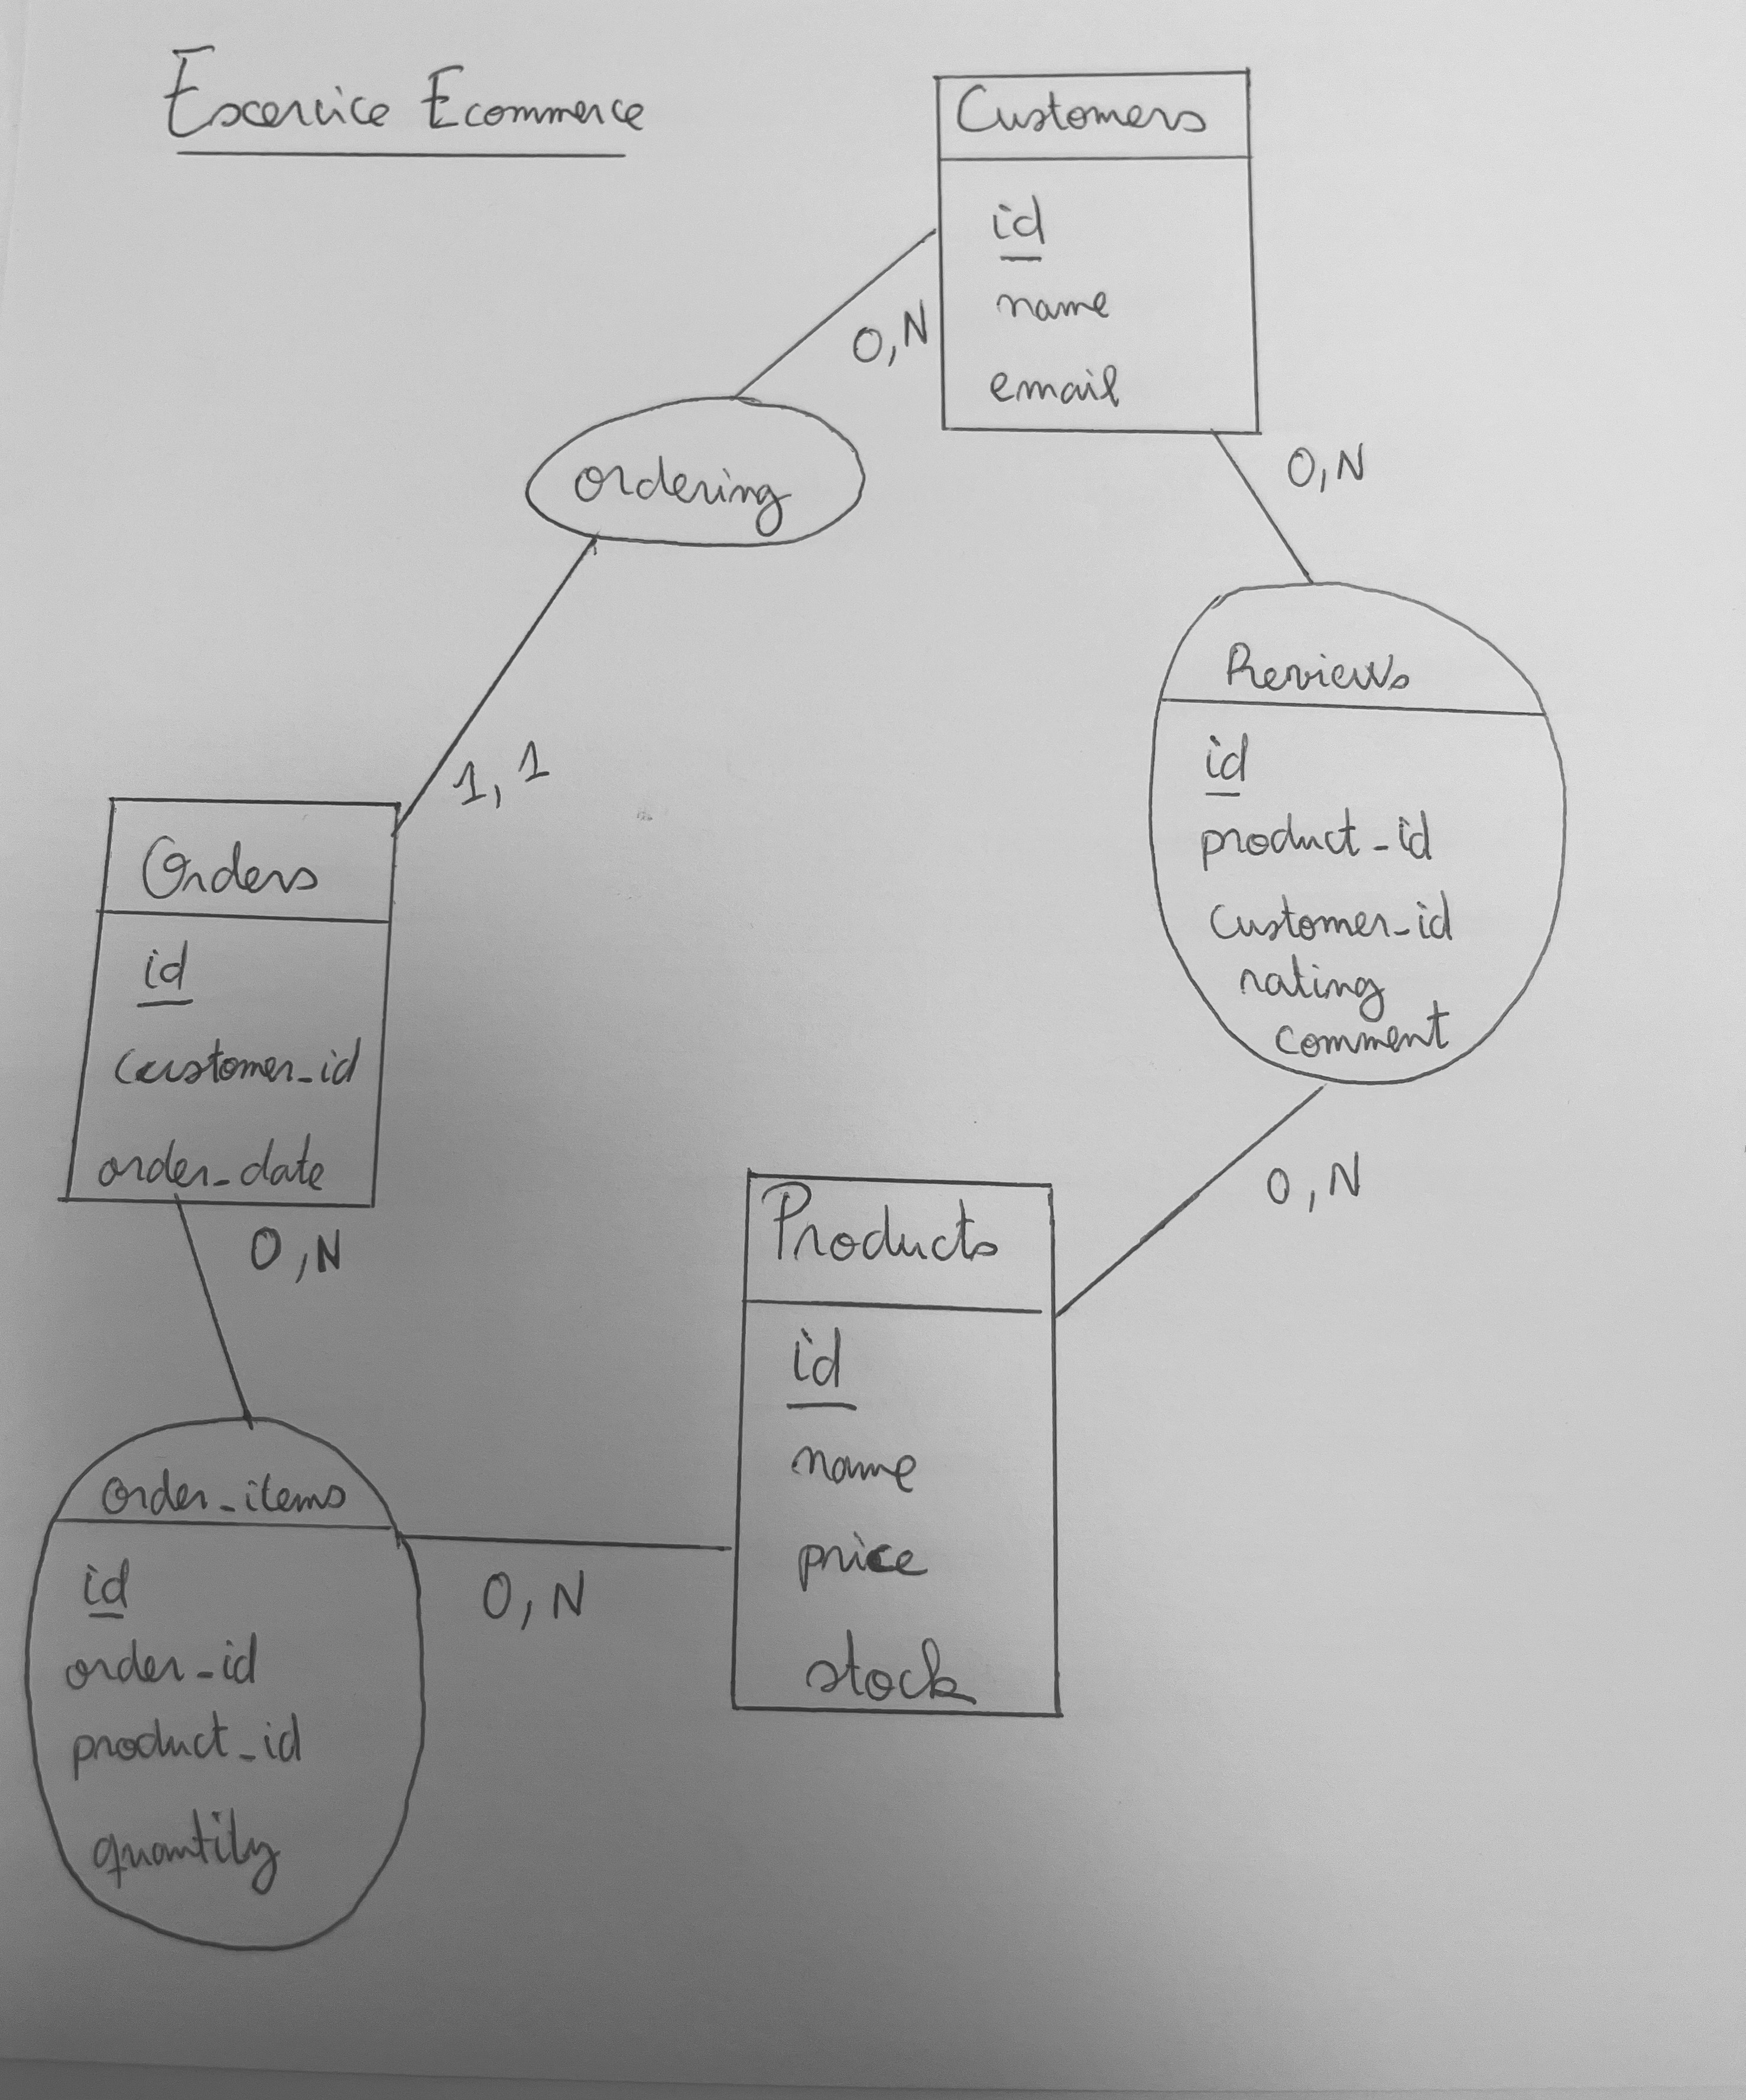 Excercice Ecommerce
Customers
id
name
email
0,N
0,N
ordering
1,1
Reviews
id
product_id
customer_id
rating
comment
0,N
Orders
id
customer_id
order_date
0,N
Products
id
name
price
stock
order_items
id
order_id
product_id
quantity
0,N